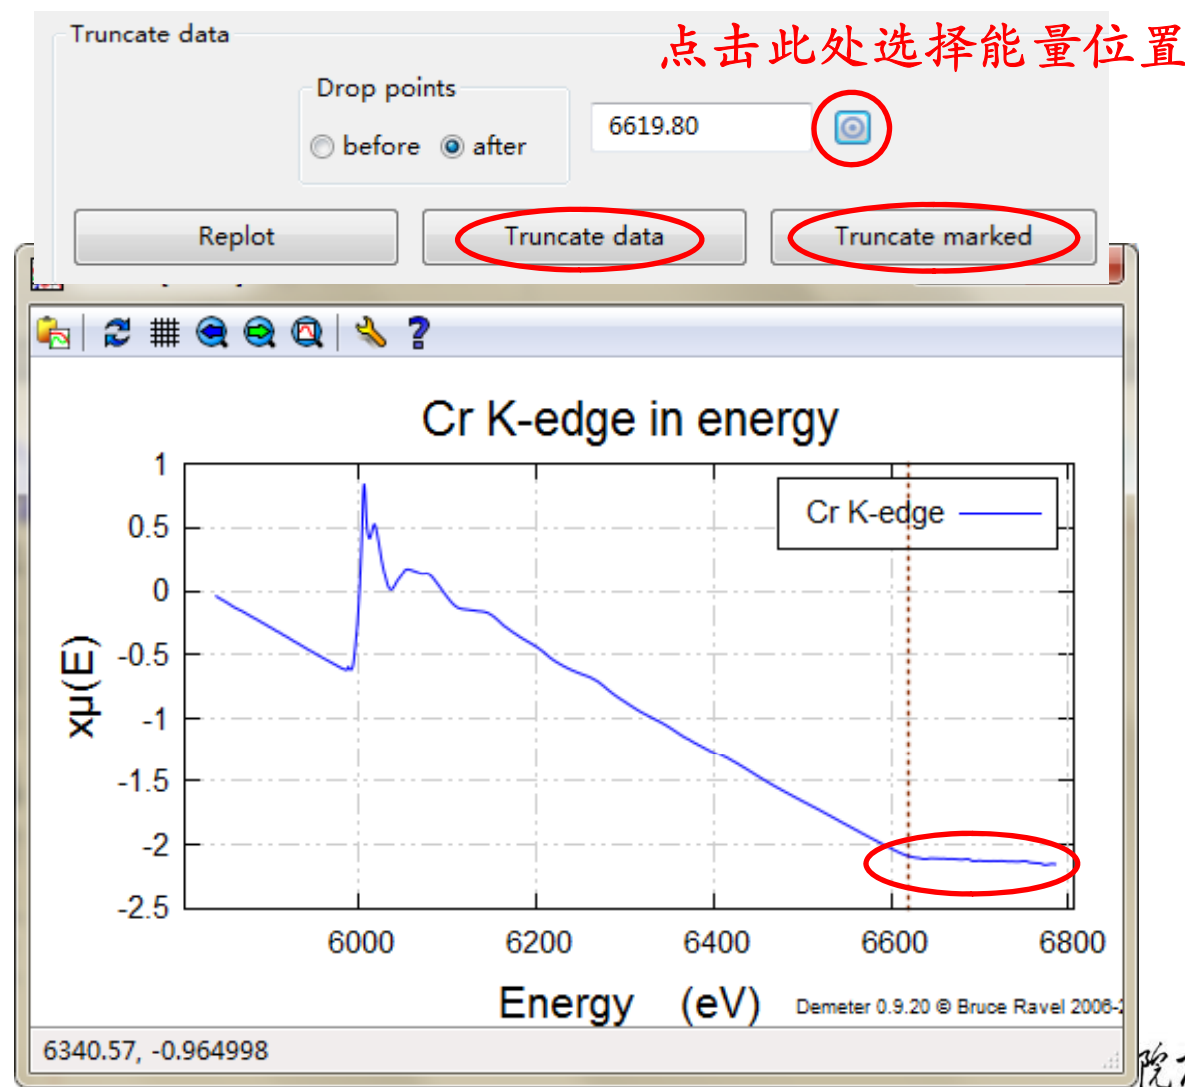 Truncate data
点击此处选择能量位置
Drop points
before after
6619.80
Replot Truncate data Truncate marked
Cr K-edge in energy
Cr K-edge
1
0.5
0
-0.5
-1
-1.5
-2
-2.5
xμ(E)
6000 6200 6400 6600 6800
Energy (eV)
Demeter 0.9.20 © Bruce Ravel 2006-
6340.57, -0.964998
院